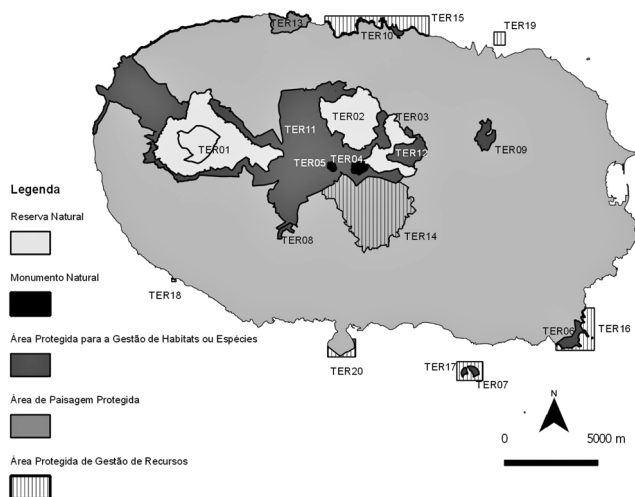 TER13
TER15
TER19
TER10
TER11
TER02
TER03
TER01
TER05
TER04
TER12
TER09
TER08
TER14
TER18
TER06
TER16
TER20
TER17
TER07
Legenda
Reserva Natural
Monumento Natural
Área Protegida para a Gestão de Habitats ou Espécies
Área de Paisagem Protegida
Área Protegida de Gestão de Recursos
N
0 5000 m